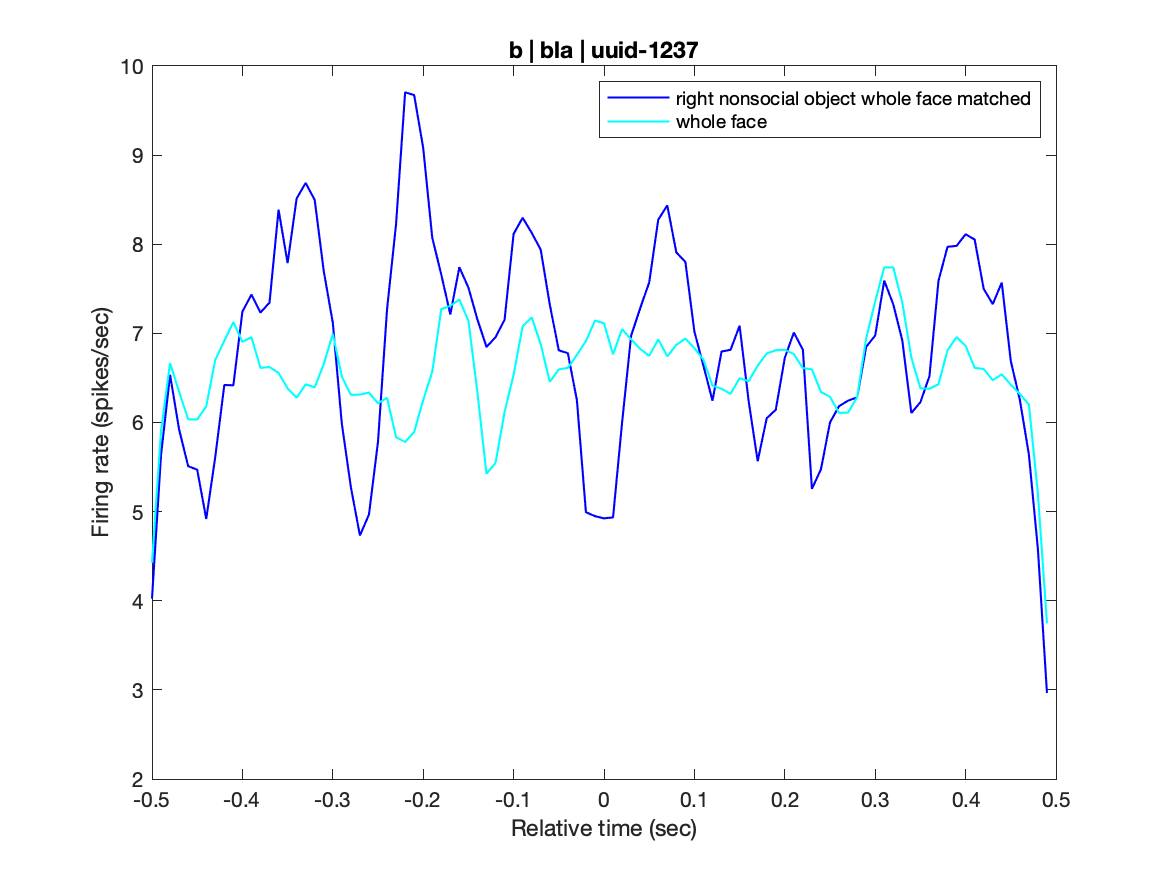 b | bla | uuid-1237
right nonsocial object whole face matched
whole face
10
9
8
7
6
5
4
3
2
Firing rate (spikes/sec)
-0.5 -0.4 -0.3 -0.2 -0.1 0 0.1 0.2 0.3 0.4 0.5
Relative time (sec)